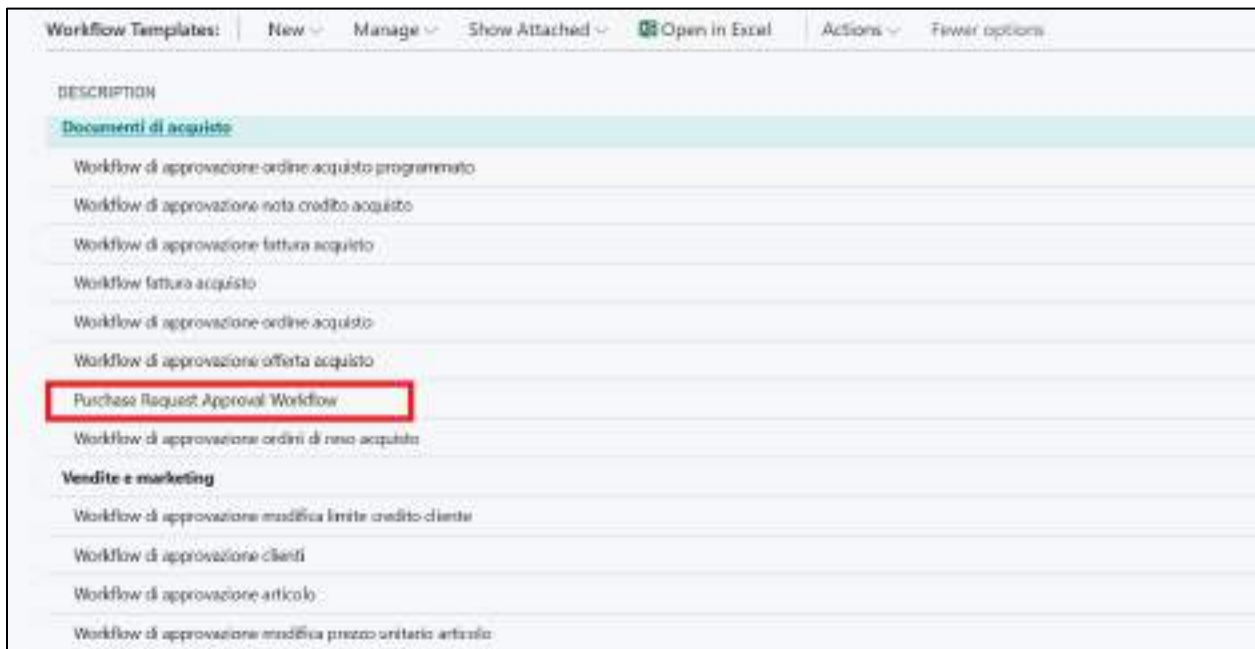 Workflow Templates: New Manage Show Attached Open in Excel Actions Fewer options
DESCRIPTION
Documenti di acquisto
Workflow di approvazione ordine acquisto programmato
Workflow di approvazione nota credito acquisto
Workflow di approvazione fattura acquisto
Workflow fattura acquisto
Workflow di approvazione ordine acquisto
Workflow di approvazione offerta acquisto
Purchase Request Approval Workflow
Workflow di approvazione ordini di reso acquisto
Vendite e marketing
Workflow di approvazione modifica limite credito cliente
Workflow di approvazione clienti
Workflow di approvazione articolo
Workflow di approvazione modifica prezzo unitario articolo